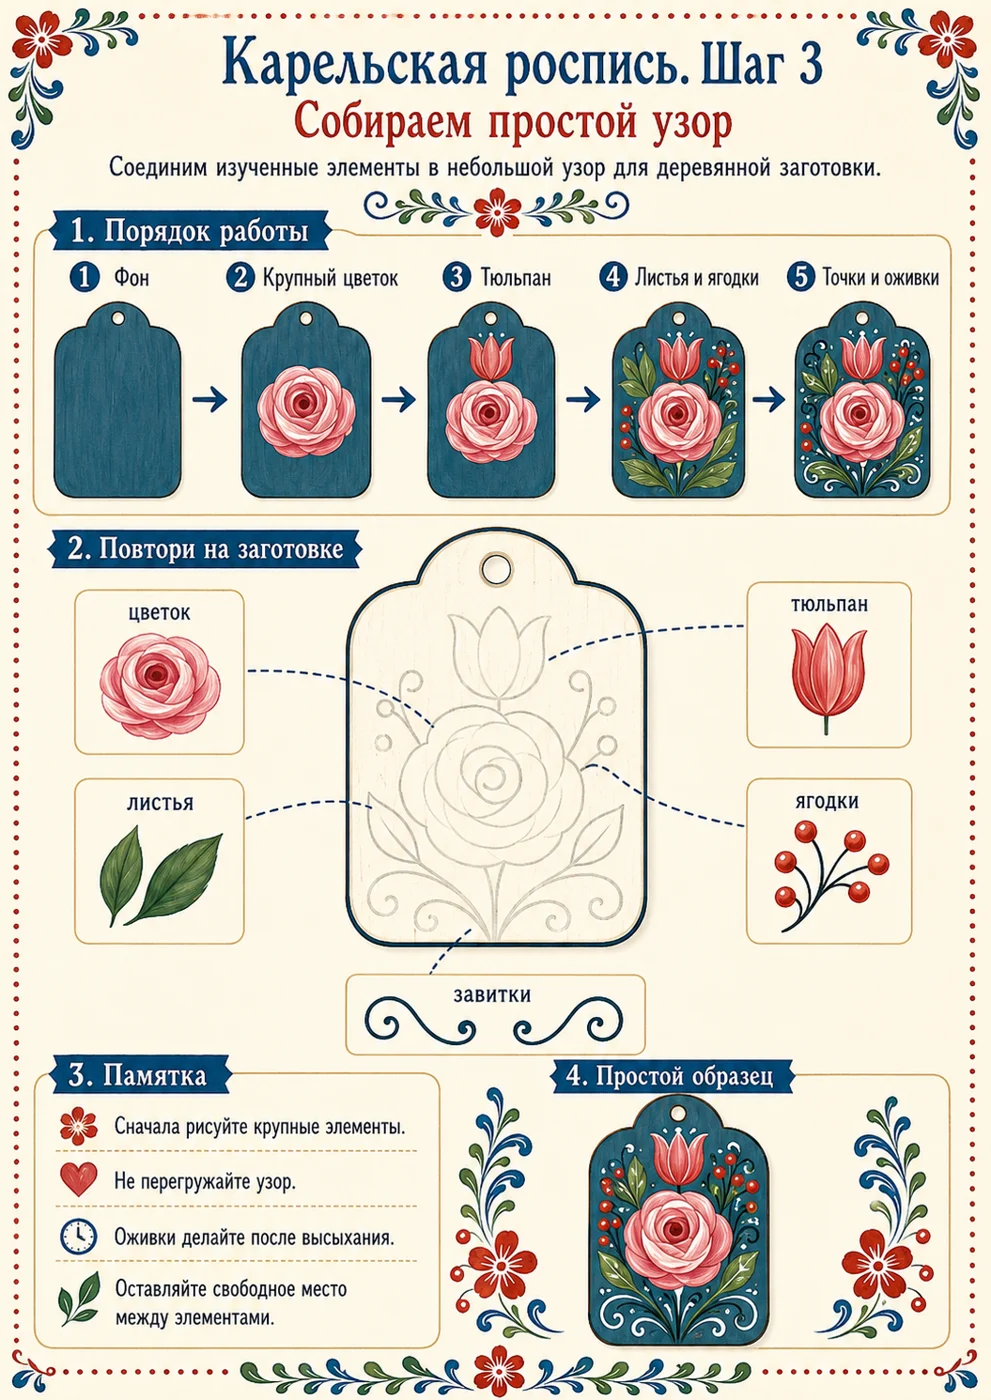 Карельская роспись. Шаг 3
Собираем простой узор
Соединим изученные элементы в небольшой узор для деревянной заготовки.
1. Порядок работы
1 Фон
2 Крупный цветок
3 Тюльпан
4 Листья и ягодки
5 Точки и оживки
2. Повтори на заготовке
цветок
тюльпан
листья
ягодки
завитки
3. Памятка
Сначала рисуйте крупные элементы.
Не перегружайте узор.
Оживки делайте после высыхания.
Оставляйте свободное место
между элементами.
4. Простой образец